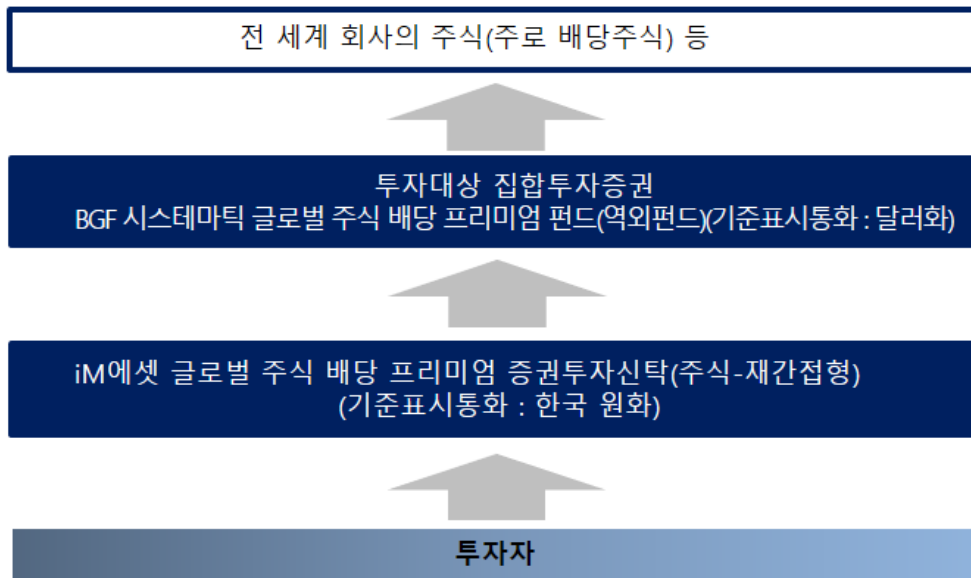 전 세계 회사의 주식(주로 배당주식) 등
투자대상 집합투자증권
BGF 시스테마틱 글로벌 주식 배당 프리미엄 펀드(역외펀드)(기준표시통화 : 달러화)
iM에셋 글로벌 주식 배당 프리미엄 증권투자신탁(주식-재간접형)
(기준표시통화 : 한국 원화)
투자자